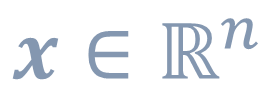 𝒙 ∈ ℝⁿ